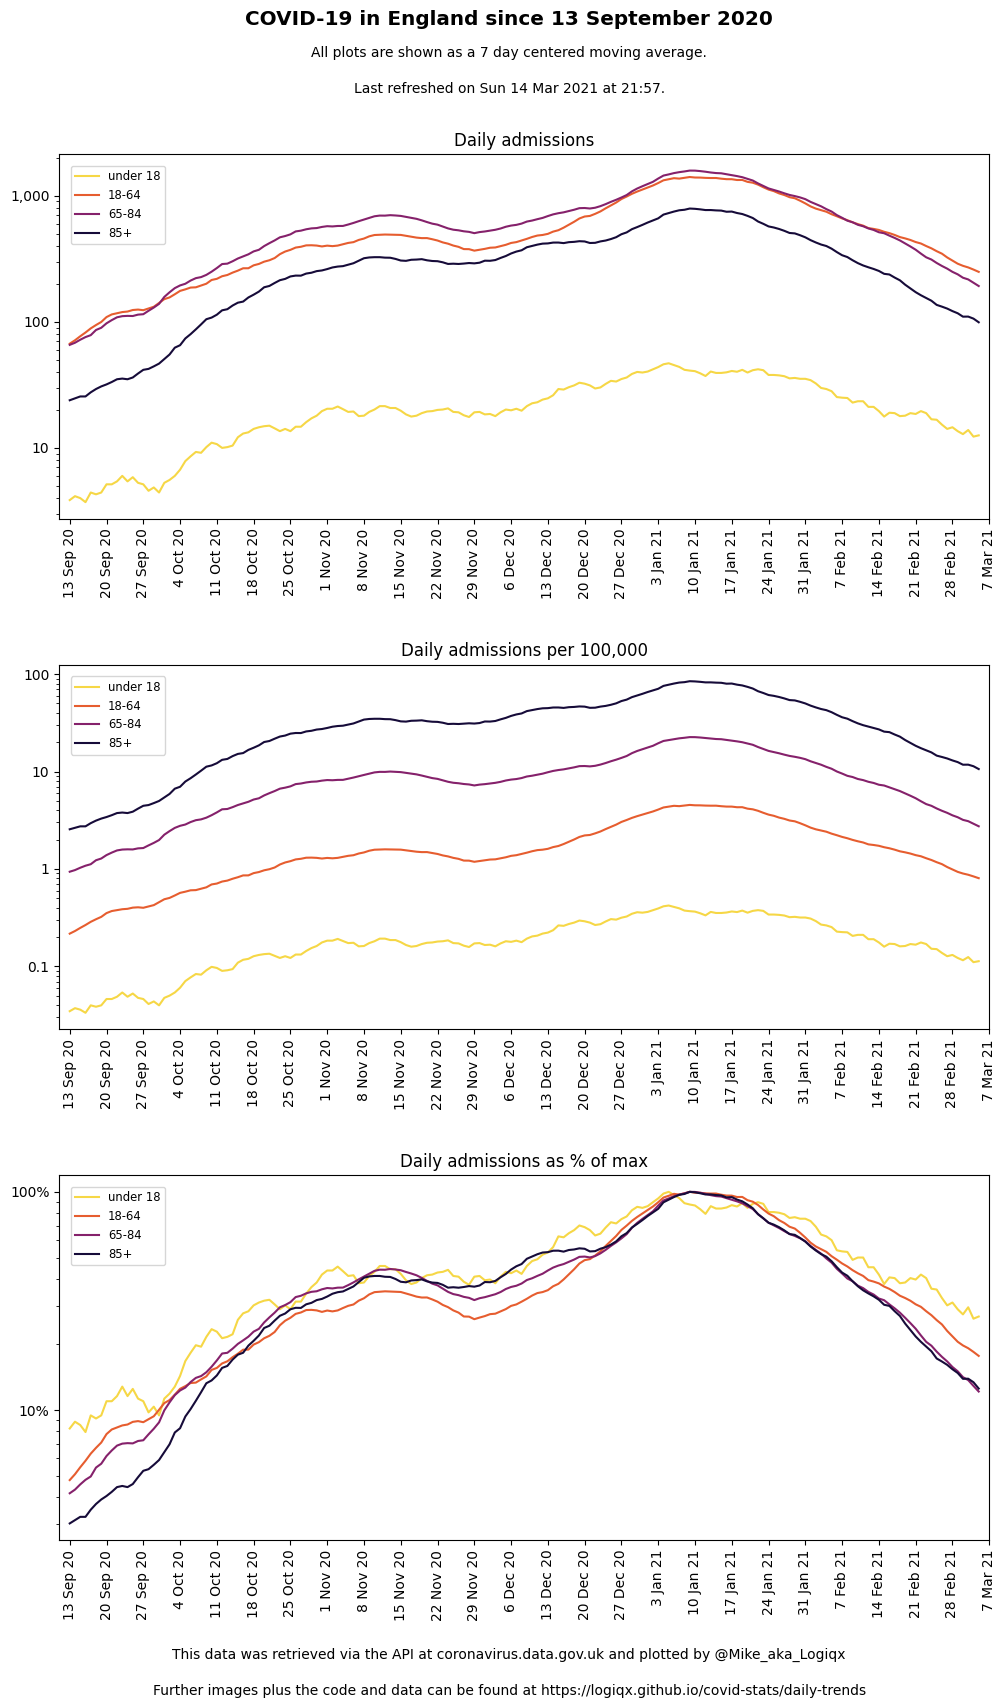 COVID-19 in England since 13 September 2020
All plots are shown as a 7 day centered moving average.
Last refreshed on Sun 14 Mar 2021 at 21:57.
Daily admissions
under 18
18-64
65-84
85+
1,000
100
10
13 Sep 20
20 Sep 20
27 Sep 20
4 Oct 20
11 Oct 20
18 Oct 20
25 Oct 20
1 Nov 20
8 Nov 20
15 Nov 20
22 Nov 20
29 Nov 20
6 Dec 20
13 Dec 20
20 Dec 20
27 Dec 20
3 Jan 21
10 Jan 21
17 Jan 21
24 Jan 21
31 Jan 21
7 Feb 21
14 Feb 21
21 Feb 21
28 Feb 21
7 Mar 21
Daily admissions per 100,000
under 18
18-64
65-84
85+
100
10
1
0.1
13 Sep 20
20 Sep 20
27 Sep 20
4 Oct 20
11 Oct 20
18 Oct 20
25 Oct 20
1 Nov 20
8 Nov 20
15 Nov 20
22 Nov 20
29 Nov 20
6 Dec 20
13 Dec 20
20 Dec 20
27 Dec 20
3 Jan 21
10 Jan 21
17 Jan 21
24 Jan 21
31 Jan 21
7 Feb 21
14 Feb 21
21 Feb 21
28 Feb 21
7 Mar 21
Daily admissions as % of max
under 18
18-64
65-84
85+
100%
10%
13 Sep 20
20 Sep 20
27 Sep 20
4 Oct 20
11 Oct 20
18 Oct 20
25 Oct 20
1 Nov 20
8 Nov 20
15 Nov 20
22 Nov 20
29 Nov 20
6 Dec 20
13 Dec 20
20 Dec 20
27 Dec 20
3 Jan 21
10 Jan 21
17 Jan 21
24 Jan 21
31 Jan 21
7 Feb 21
14 Feb 21
21 Feb 21
28 Feb 21
7 Mar 21
This data was retrieved via the API at coronavirus.data.gov.uk and plotted by @Mike_aka_Logiqx
Further images plus the code and data can be found at https://logiqx.github.io/covid-stats/daily-trends